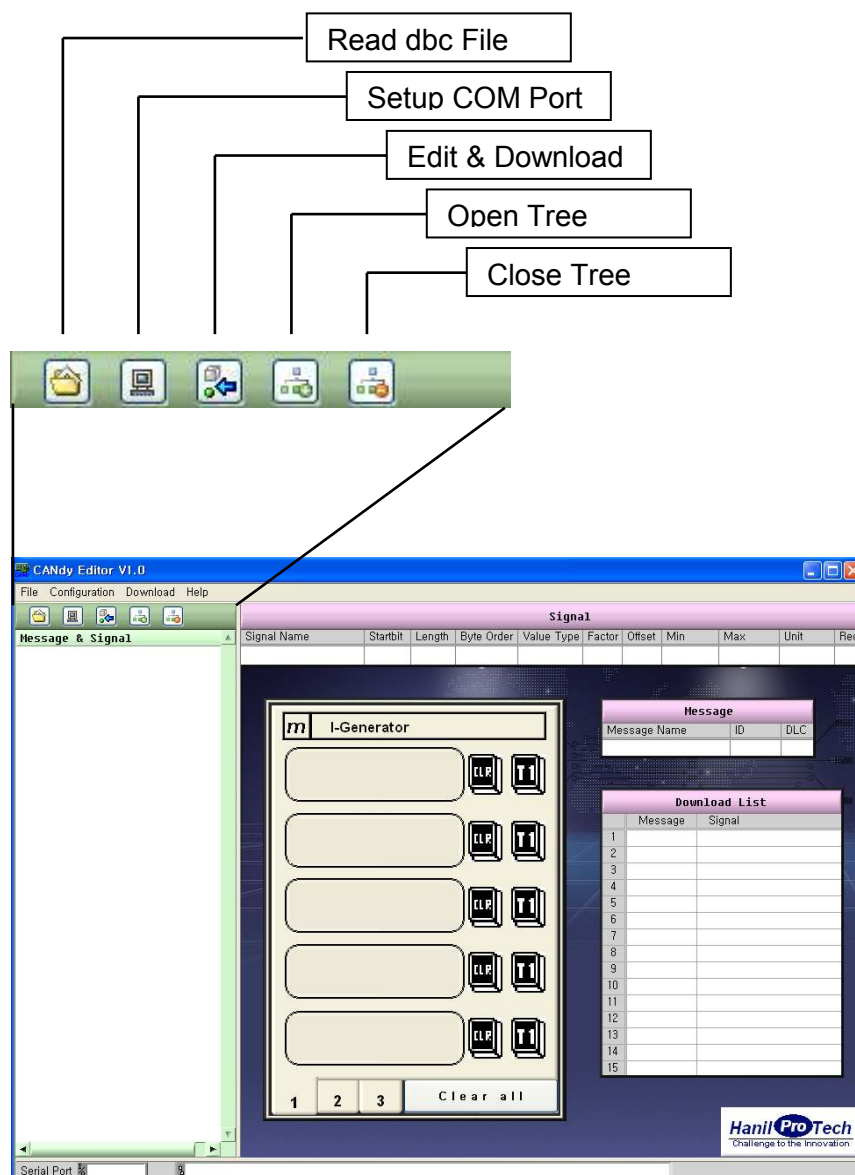 Read dbc File
Setup COM Port
Edit & Download
Open Tree
Close Tree
CANdy Editor V1.0
File Configuration Download Help
Message & Signal
Signal
Signal Name Startbit Length Byte Order Value Type Factor Offset Min Max Unit
m I-Generator
CLR T1
CLR T1
CLR T1
CLR T1
CLR T1
1 2 3 Clear all
Message
Message Name ID DLC
Download List
Message Signal
1
2
3
4
5
6
7
8
9
10
11
12
13
14
15
Hanil ProTech
Challenge to the Innovation
Serial Port